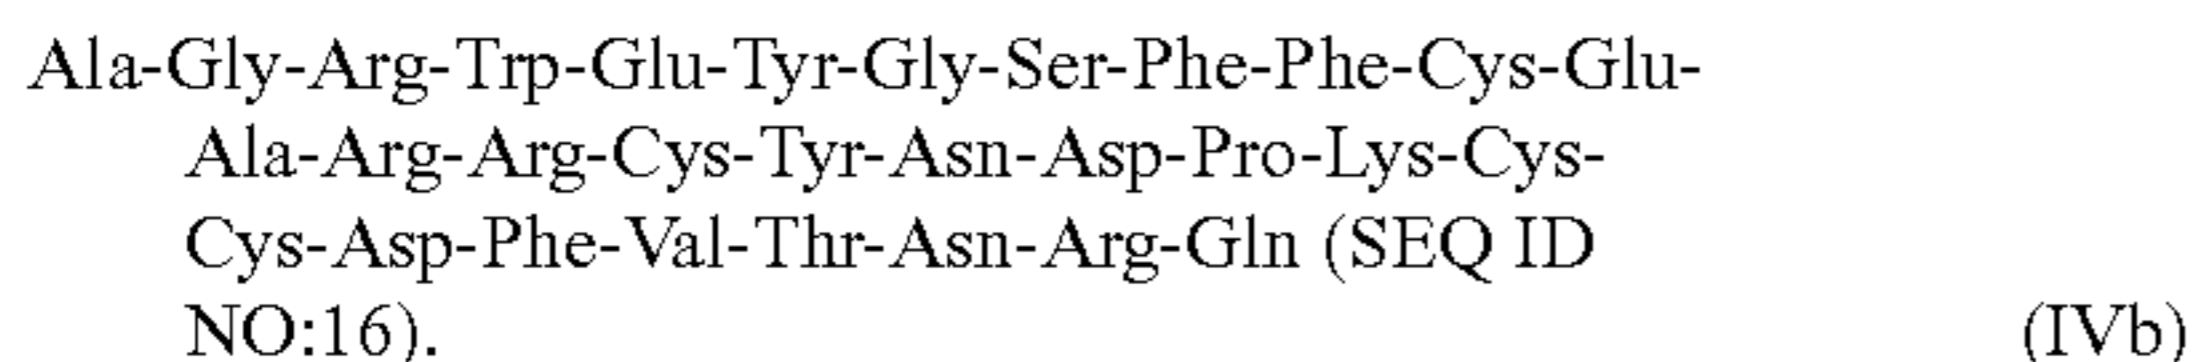 Ala-Gly-Arg-Trp-Glu-Tyr-Gly-Ser-Phe-Phe-Cys-Glu-
Ala-Arg-Arg-Cys-Tyr-Asn-Asp-Pro-Lys-Cys-
Cys-Asp-Phe-Val-Thr-Asn-Arg-Gln (SEQ ID
NO:16). (IVb)